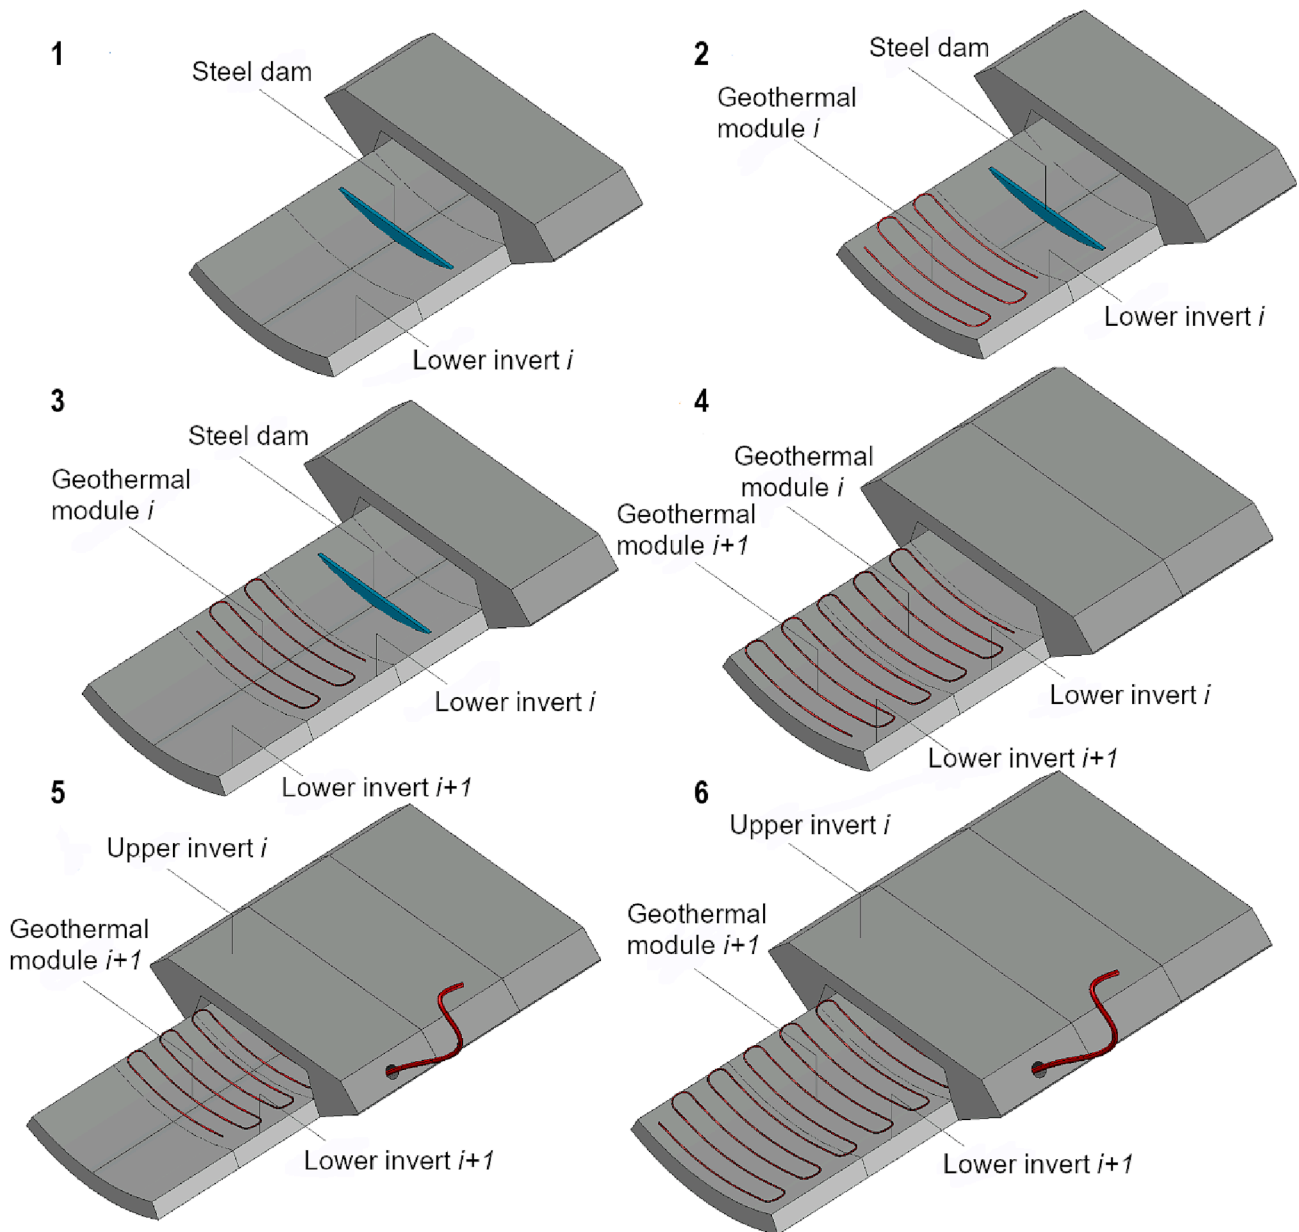 1
Steel dam
Lower invert i
2
Steel dam
Geothermal
module i
Lower invert i
3
Steel dam
Geothermal
module i
Lower invert i
Lower invert i+1
4
Geothermal
module i
Geothermal
module i+1
Lower invert i
Lower invert i+1
5
Upper invert i
Geothermal
module i+1
Lower invert i+1
6
Upper invert i
Geothermal
module i+1
Lower invert i+1